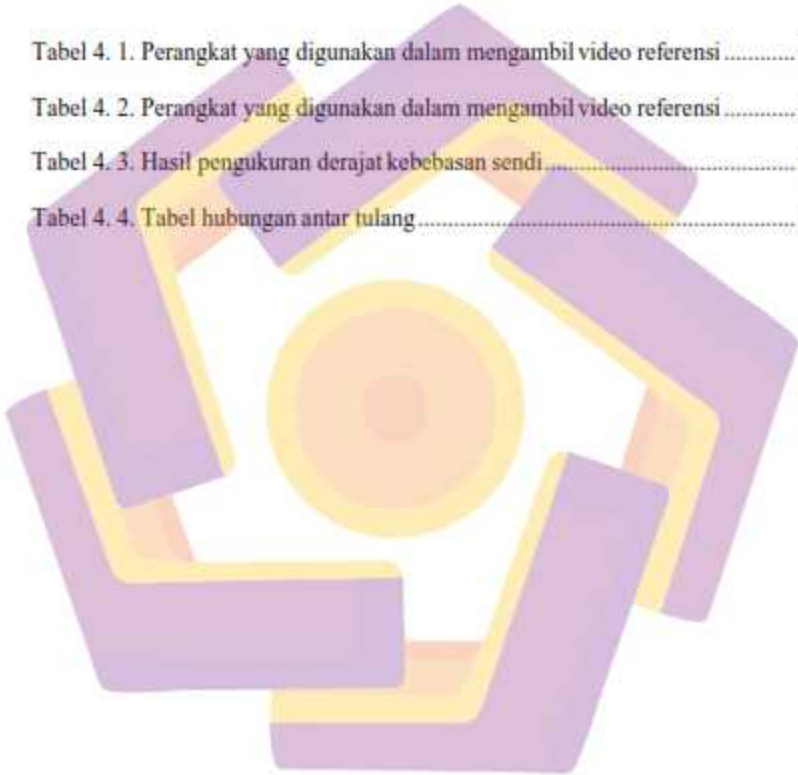 Tabel 4. 1. Perangkat yang digunakan dalam mengambil video referensi ............
Tabel 4. 2. Perangkat yang digunakan dalam mengambil video referensi ............
Tabel 4. 3. Hasil pengukuran derajat kebebasan sendi ..........................................
Tabel 4. 4. Tabel hubungan antar tulang ................................................................